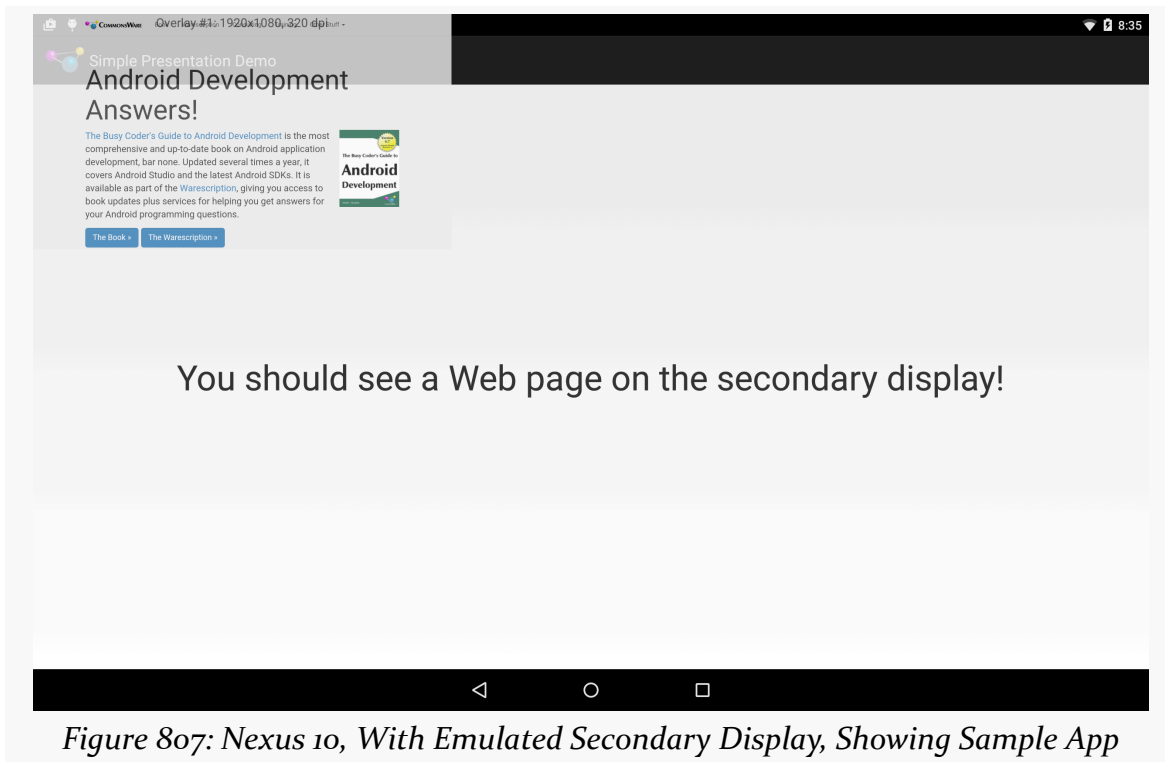 COMMONSWARE Overlay #1: 1920x1080, 320 dpi
8:35
Simple Presentation Demo
Android Development
Answers!
The Busy Coder's Guide to Android Development is the most
comprehensive and up-to-date book on Android application
development, bar none. Updated several times a year, it
covers Android Studio and the latest Android SDKs. It is
available as part of the Warescription, giving you access to
book updates plus services for helping you get answers for
your Android programming questions.
The Busy Coder's Guide to
Android
Development
The Book »
The Warescription »
You should see a Web page on the secondary display!
Figure 807: Nexus 10, With Emulated Secondary Display, Showing Sample App